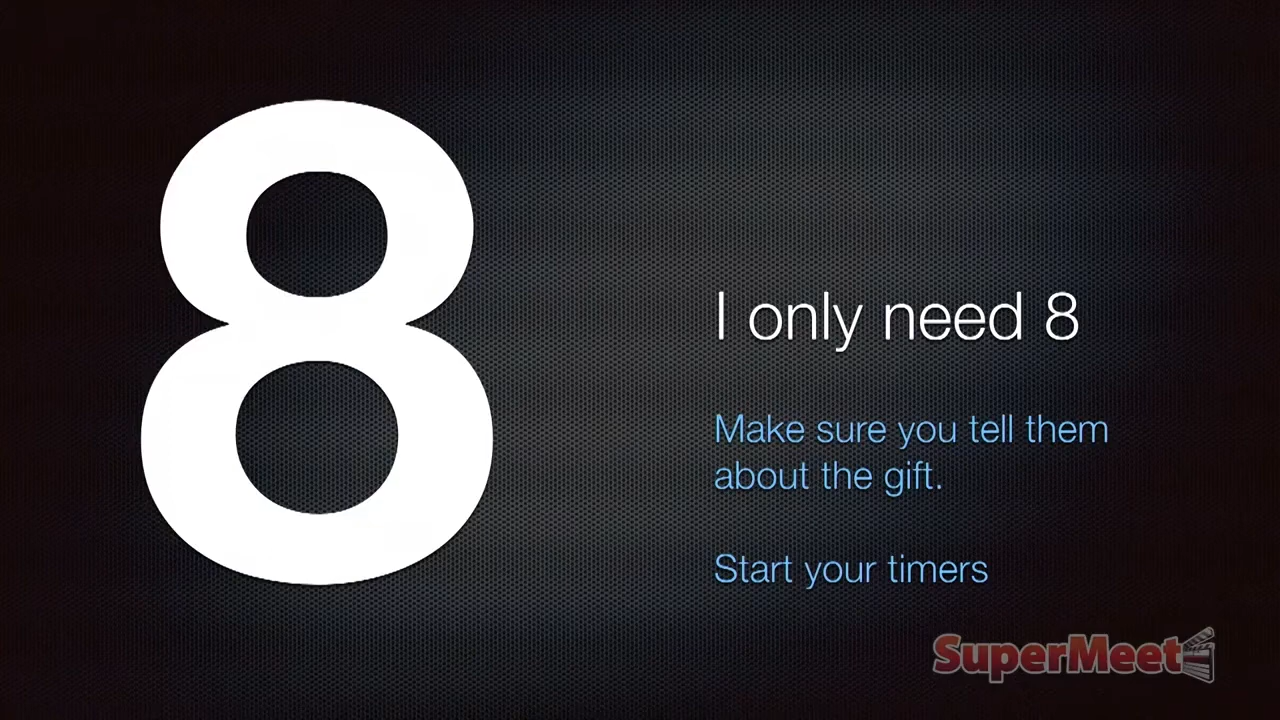 8
I only need 8
Make sure you tell them
about the gift.
Start your timers
SuperMeet